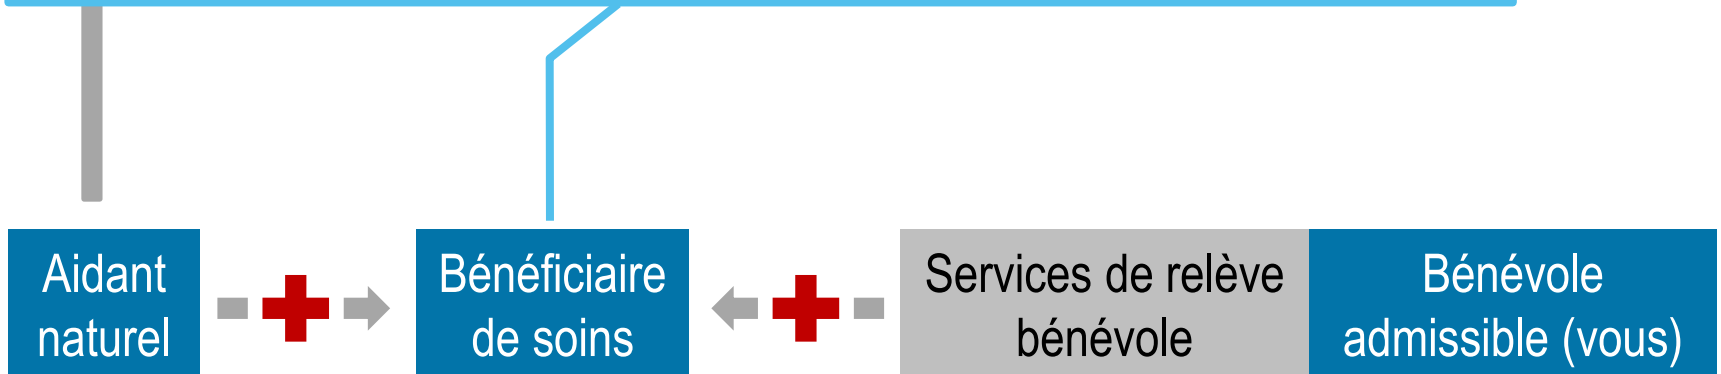 Aidant
naturel
Bénéficiaire
de soins
Services de relève
bénévole
Bénévole
admissible (vous)